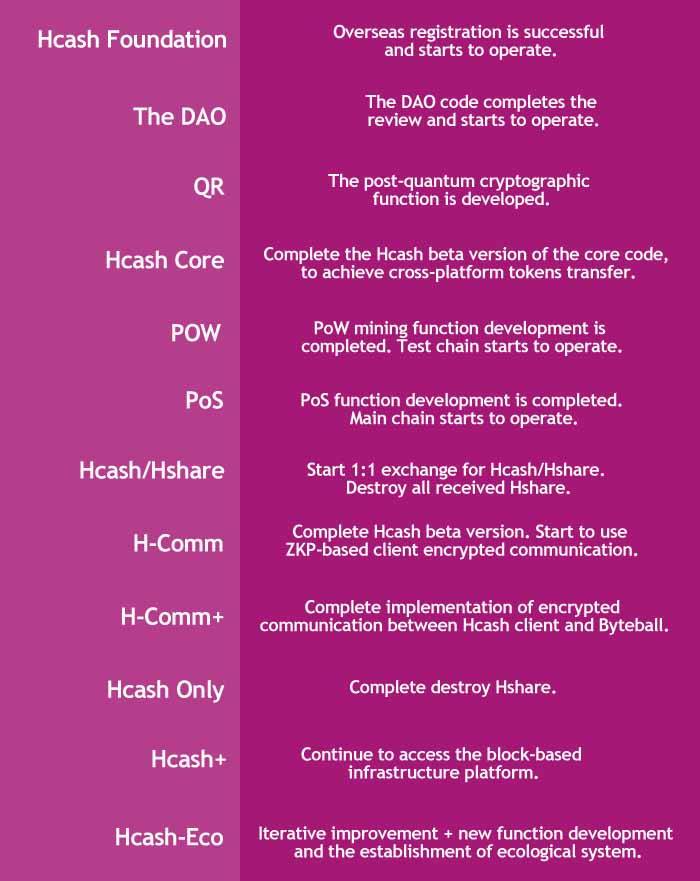 Hcash Foundation
Overseas registration is successful
and starts to operate.
The DAO
The DAO code completes the
review and starts to operate.
QR
The post-quantum cryptographic
function is developed.
Hcash Core
Complete the Hcash beta version of the core code,
to achieve cross-platform tokens transfer.
POW
PoW mining function development is
completed. Test chain starts to operate.
PoS
PoS function development is completed.
Main chain starts to operate.
Hcash/Hshare
Start 1:1 exchange for Hcash/Hshare.
Destroy all received Hshare.
H-Comm
Complete Hcash beta version. Start to use
ZKP-based client encrypted communication.
H-Comm+
Complete implementation of encrypted
communication between Hcash client and Byteball.
Hcash Only
Complete destroy Hshare.
Hcash+
Continue to access the block-based
infrastructure platform.
Hcash-Eco
Iterative improvement + new function development
and the establishment of ecological system.